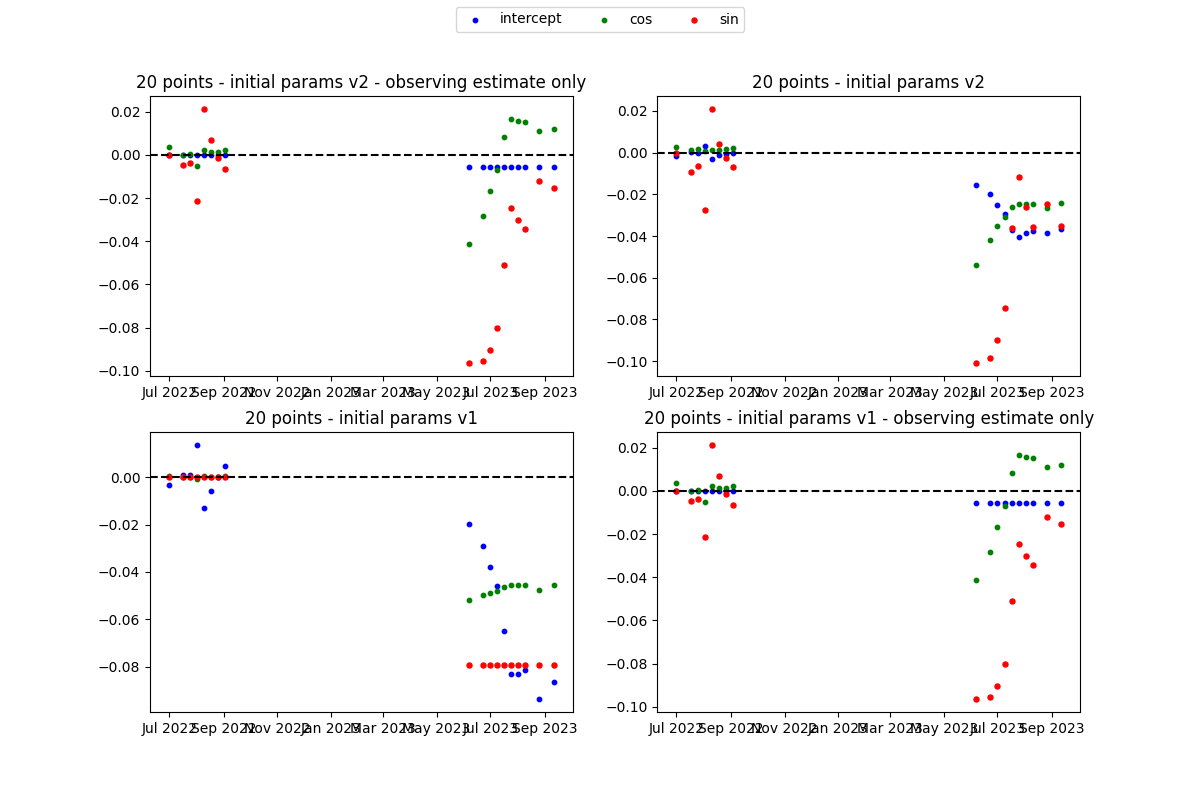 intercept cos sin
20 points - initial params v2 - observing estimate only
0.02
0.00
−0.02
−0.04
−0.06
−0.08
−0.10
Jul 2022 Sep 2022 Nov 2022 Jan 2023 Mar 2023 May 2023 Jul 2023 Sep 2023
20 points - initial params v2
0.02
0.00
−0.02
−0.04
−0.06
−0.08
−0.10
Jul 2022 Sep 2022 Nov 2022 Jan 2023 Mar 2023 May 2023 Jul 2023 Sep 2023
20 points - initial params v1
0.00
−0.02
−0.04
−0.06
−0.08
Jul 2022 Sep 2022 Nov 2022 Jan 2023 Mar 2023 May 2023 Jul 2023 Sep 2023
20 points - initial params v1 - observing estimate only
0.02
0.00
−0.02
−0.04
−0.06
−0.08
−0.10
Jul 2022 Sep 2022 Nov 2022 Jan 2023 Mar 2023 May 2023 Jul 2023 Sep 2023